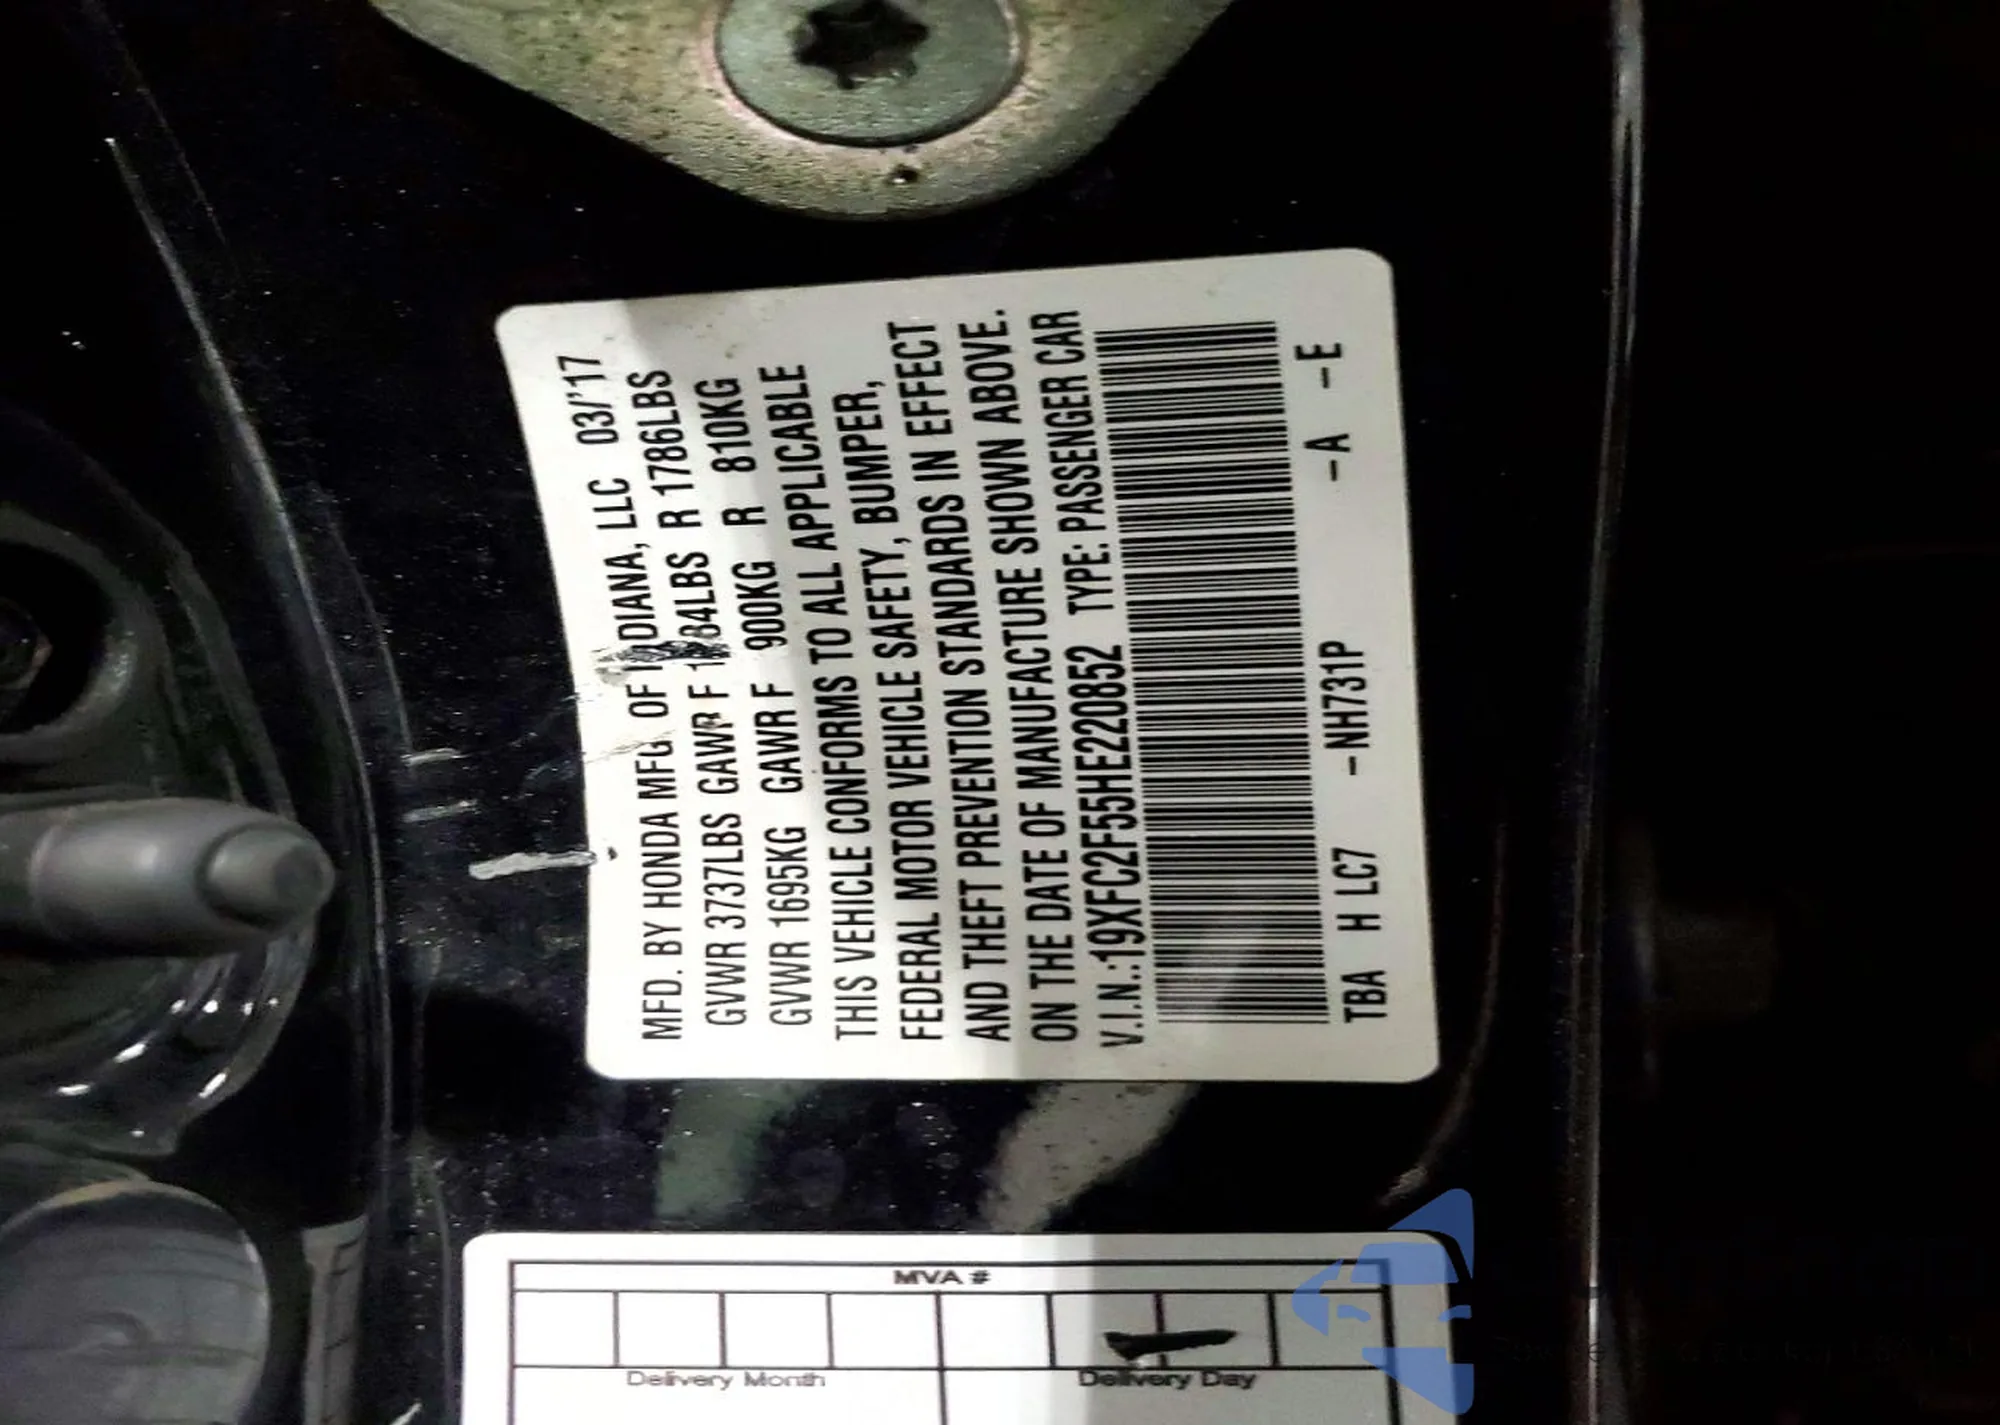 MFD. BY HONDA MFG OF INDIANA, LLC 03/'17
GVWR 3737LBS GAWR F 1984LBS R 1786LBS
GVWR 1695KG GAWR F 900KG R 810KG
THIS VEHICLE CONFORMS TO ALL APPLICABLE
FEDERAL MOTOR VEHICLE SAFETY, BUMPER,
AND THEFT PREVENTION STANDARDS IN EFFECT
ON THE DATE OF MANUFACTURE SHOWN ABOVE.
V.I.N.:19XFC2F55HE220852 TYPE: PASSENGER CAR
TBA H LC7 -NH731P -A -E
MVA #
Delivery Month Delivery Day